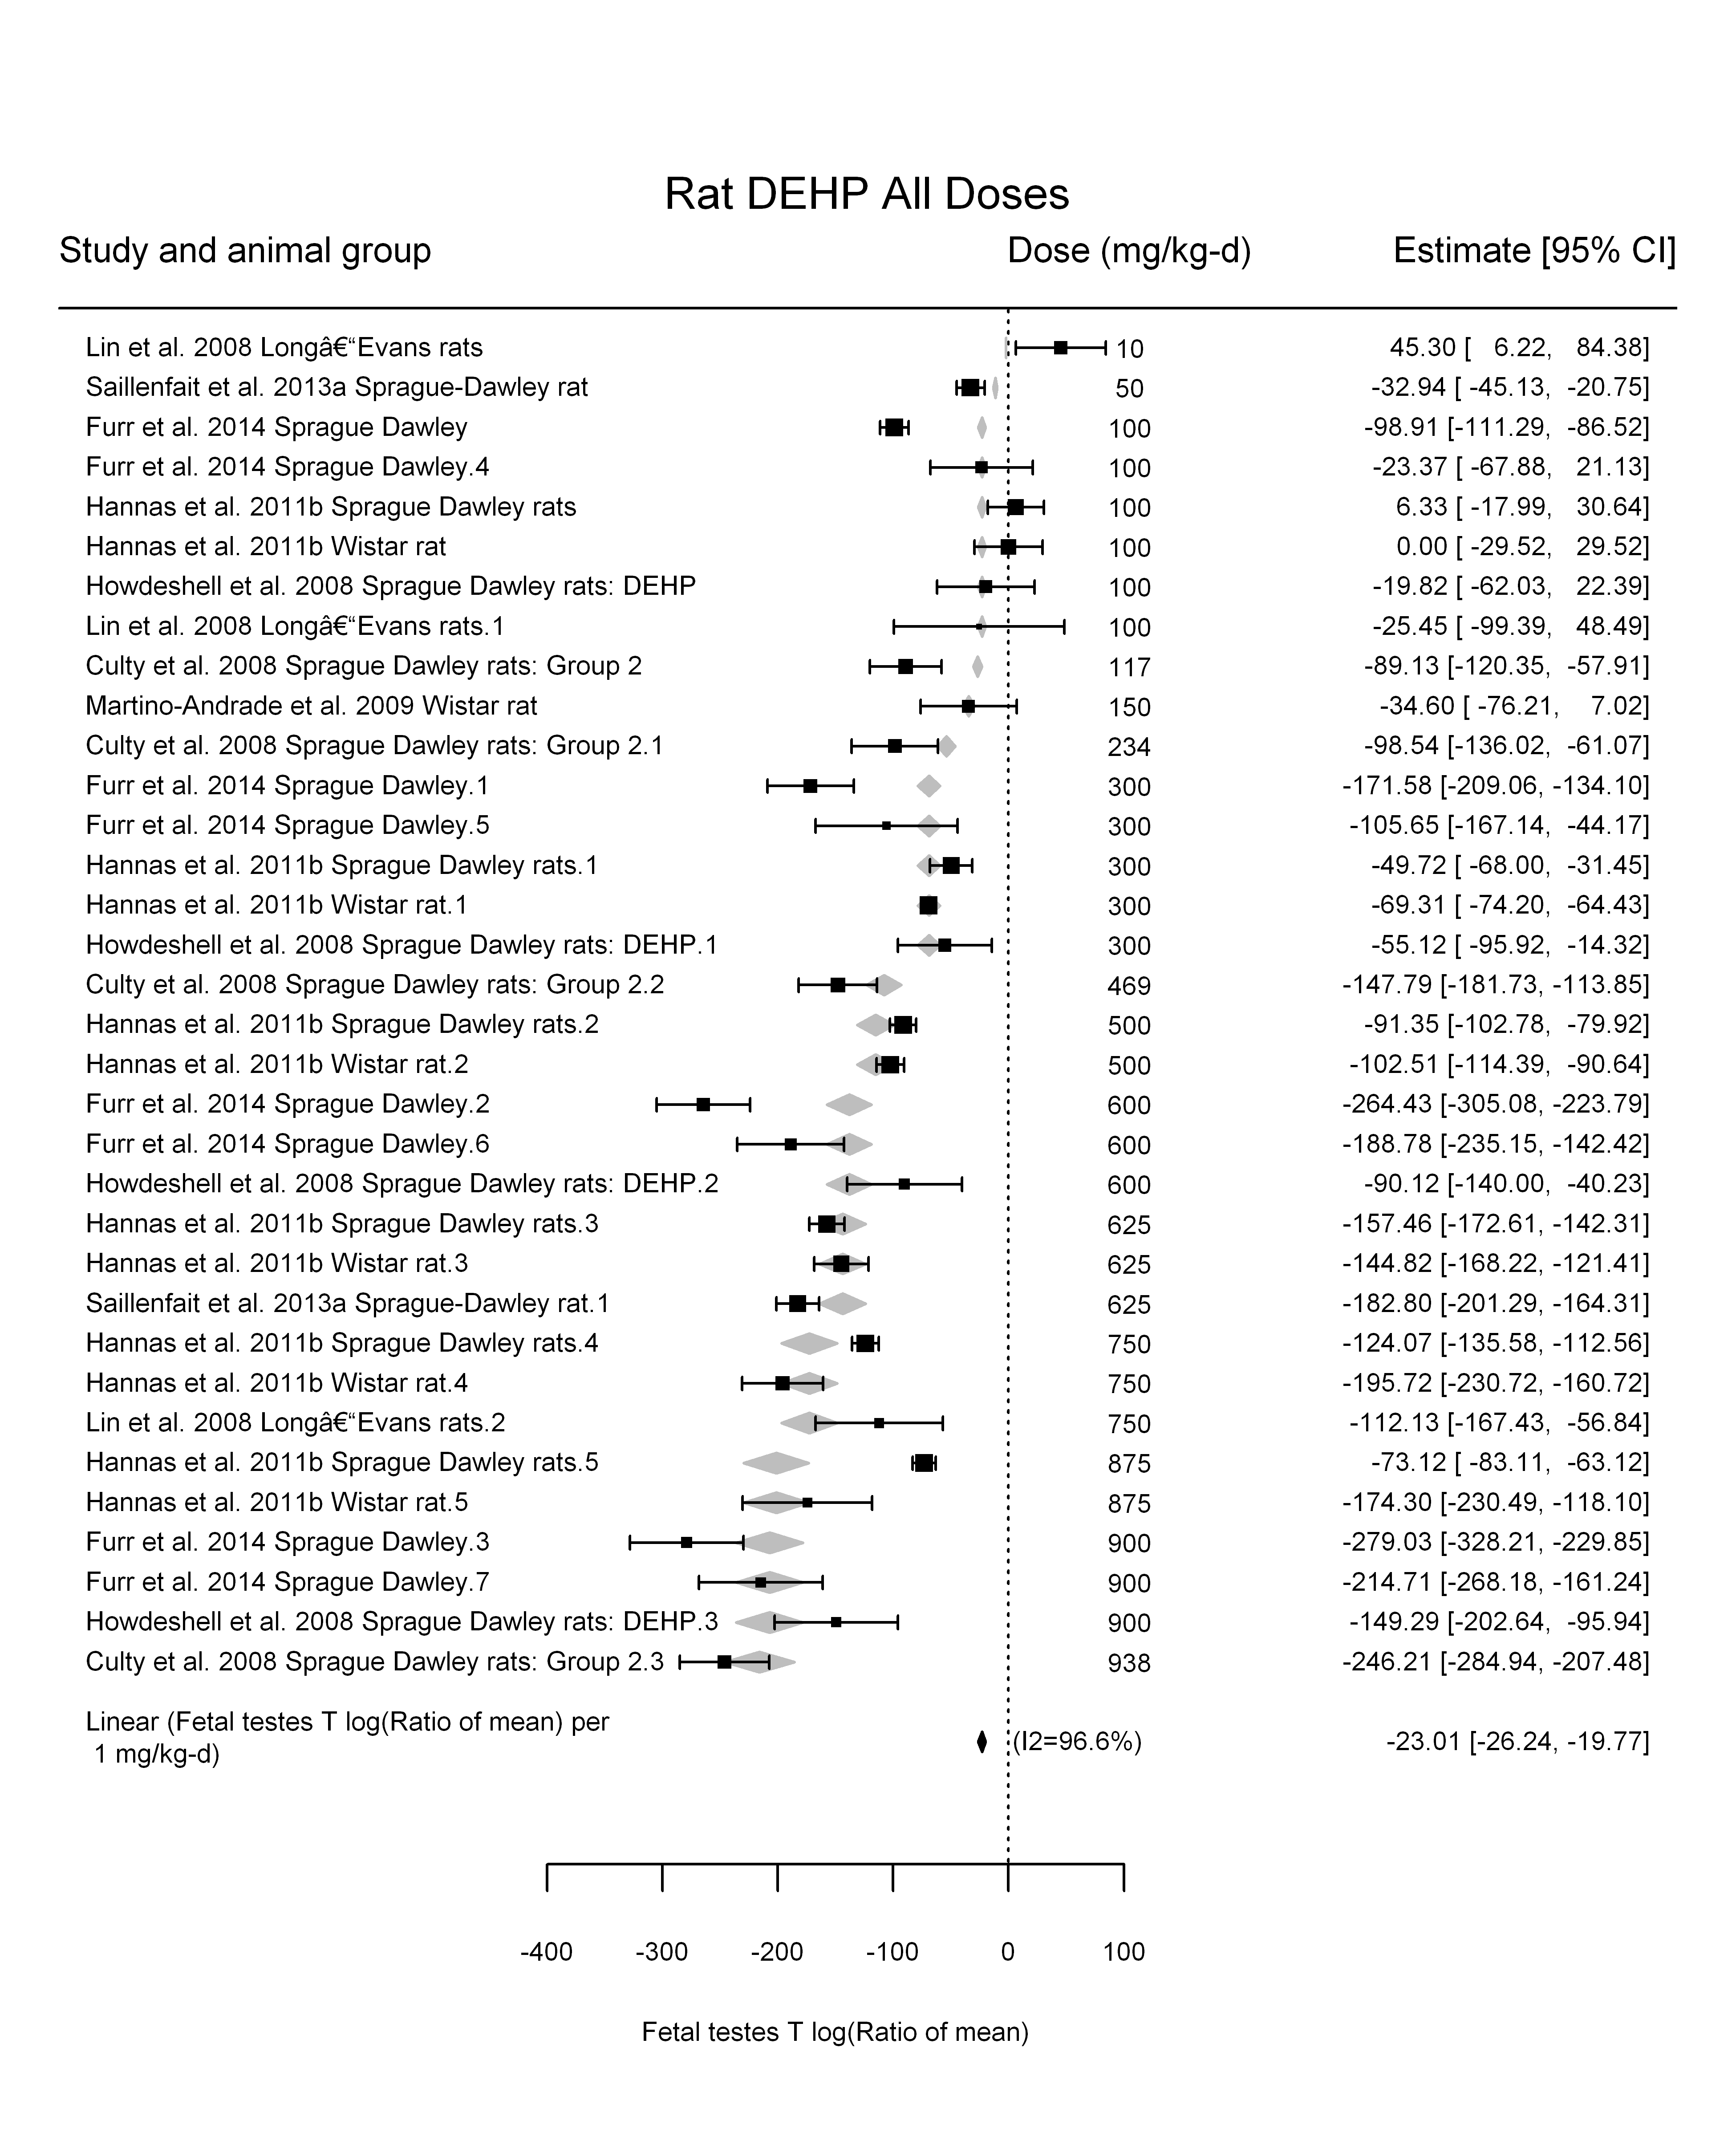 Rat DEHP All Doses
Study and animal group Dose (mg/kg-d) Estimate [95% CI]
Lin et al. 2008 Longâ€“Evans rats 10 45.30 [ 6.22, 84.38]
Saillenfait et al. 2013a Sprague-Dawley rat 50 -32.94 [ -45.13, -20.75]
Furr et al. 2014 Sprague Dawley 100 -98.91 [-111.29, -86.52]
Furr et al. 2014 Sprague Dawley.4 100 -23.37 [ -67.88, 21.13]
Hannas et al. 2011b Sprague Dawley rats 100 6.33 [ -17.99, 30.64]
Hannas et al. 2011b Wistar rat 100 0.00 [ -29.52, 29.52]
Howdeshell et al. 2008 Sprague Dawley rats: DEHP 100 -19.82 [ -62.03, 22.39]
Lin et al. 2008 Longâ€“Evans rats.1 100 -25.45 [ -99.39, 48.49]
Culty et al. 2008 Sprague Dawley rats: Group 2 117 -89.13 [-120.35, -57.91]
Martino-Andrade et al. 2009 Wistar rat 150 -34.60 [ -76.21, 7.02]
Culty et al. 2008 Sprague Dawley rats: Group 2.1 234 -98.54 [-136.02, -61.07]
Furr et al. 2014 Sprague Dawley.1 300 -171.58 [-209.06, -134.10]
Furr et al. 2014 Sprague Dawley.5 300 -105.65 [-167.14, -44.17]
Hannas et al. 2011b Sprague Dawley rats.1 300 -49.72 [ -68.00, -31.45]
Hannas et al. 2011b Wistar rat.1 300 -69.31 [ -74.20, -64.43]
Howdeshell et al. 2008 Sprague Dawley rats: DEHP.1 300 -55.12 [ -95.92, -14.32]
Culty et al. 2008 Sprague Dawley rats: Group 2.2 469 -147.79 [-181.73, -113.85]
Hannas et al. 2011b Sprague Dawley rats.2 500 -91.35 [-102.78, -79.92]
Hannas et al. 2011b Wistar rat.2 500 -102.51 [-114.39, -90.64]
Furr et al. 2014 Sprague Dawley.2 600 -264.43 [-305.08, -223.79]
Furr et al. 2014 Sprague Dawley.6 600 -188.78 [-235.15, -142.42]
Howdeshell et al. 2008 Sprague Dawley rats: DEHP.2 600 -90.12 [-140.00, -40.23]
Hannas et al. 2011b Sprague Dawley rats.3 625 -157.46 [-172.61, -142.31]
Hannas et al. 2011b Wistar rat.3 625 -144.82 [-168.22, -121.41]
Saillenfait et al. 2013a Sprague-Dawley rat.1 625 -182.80 [-201.29, -164.31]
Hannas et al. 2011b Sprague Dawley rats.4 750 -124.07 [-135.58, -112.56]
Hannas et al. 2011b Wistar rat.4 750 -195.72 [-230.72, -160.72]
Lin et al. 2008 Longâ€“Evans rats.2 750 -112.13 [-167.43, -56.84]
Hannas et al. 2011b Sprague Dawley rats.5 875 -73.12 [ -83.11, -63.12]
Hannas et al. 2011b Wistar rat.5 875 -174.30 [-230.49, -118.10]
Furr et al. 2014 Sprague Dawley.3 900 -279.03 [-328.21, -229.85]
Furr et al. 2014 Sprague Dawley.7 900 -214.71 [-268.18, -161.24]
Howdeshell et al. 2008 Sprague Dawley rats: DEHP.3 900 -149.29 [-202.64, -95.94]
Culty et al. 2008 Sprague Dawley rats: Group 2.3 938 -246.21 [-284.94, -207.48]
Linear (Fetal testes T log(Ratio of mean) per
1 mg/kg-d) (I2=96.6%) -23.01 [-26.24, -19.77]
-400 -300 -200 -100 0 100
Fetal testes T log(Ratio of mean)